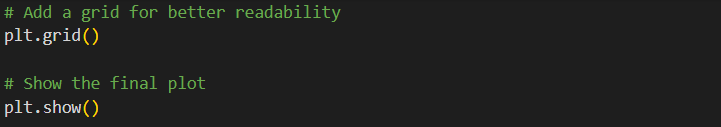 # Add a grid for better readability
plt.grid()
# Show the final plot
plt.show()